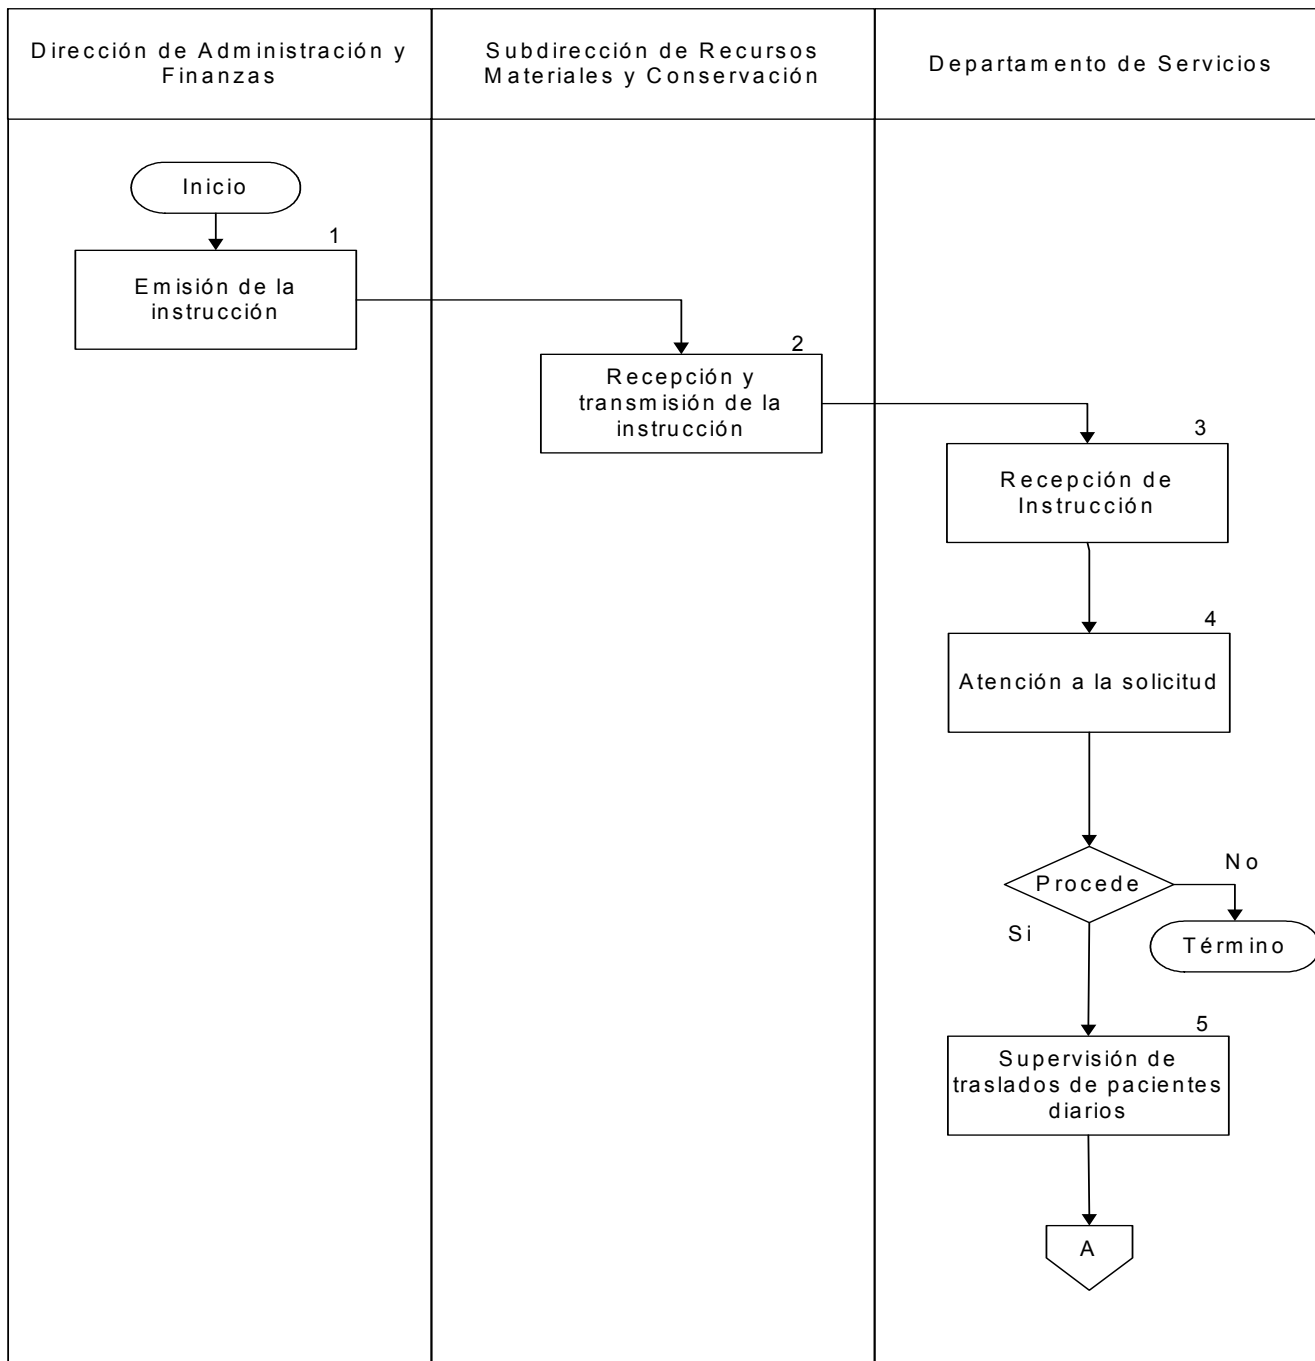 Dirección de Administración y
Finanzas
Subdirección de Recursos
Materiales y Conservación
Departamento de Servicios
Inicio
1
Emisión de la
instrucción
2
Recepción y
transmisión de la
instrucción
3
Recepción de
Instrucción
4
Atención a la solicitud
Procede
No
Si
Término
5
Supervisión de
traslados de pacientes
diarios
A